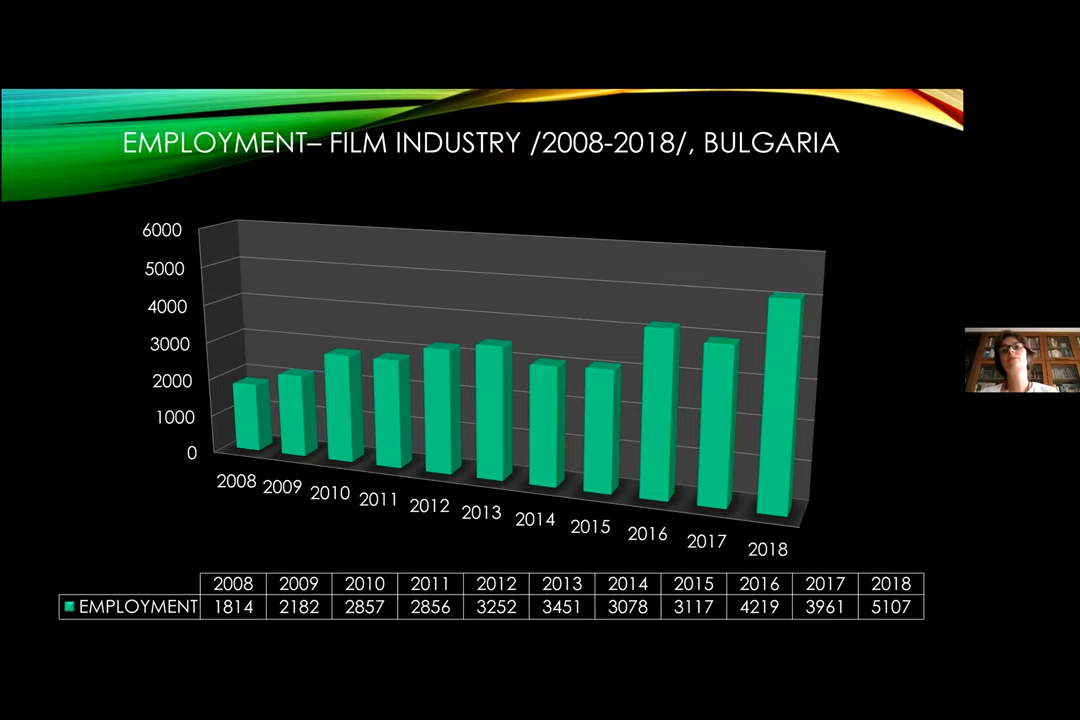 EMPLOYMENT– FILM INDUSTRY /2008-2018/, BULGARIA
6000
5000
4000
3000
2000
1000
0
2008 2009 2010 2011 2012 2013 2014 2015 2016 2017 2018
2008 2009 2010 2011 2012 2013 2014 2015 2016 2017 2018
EMPLOYMENT 1814 2182 2857 2856 3252 3451 3078 3117 4219 3961 5107